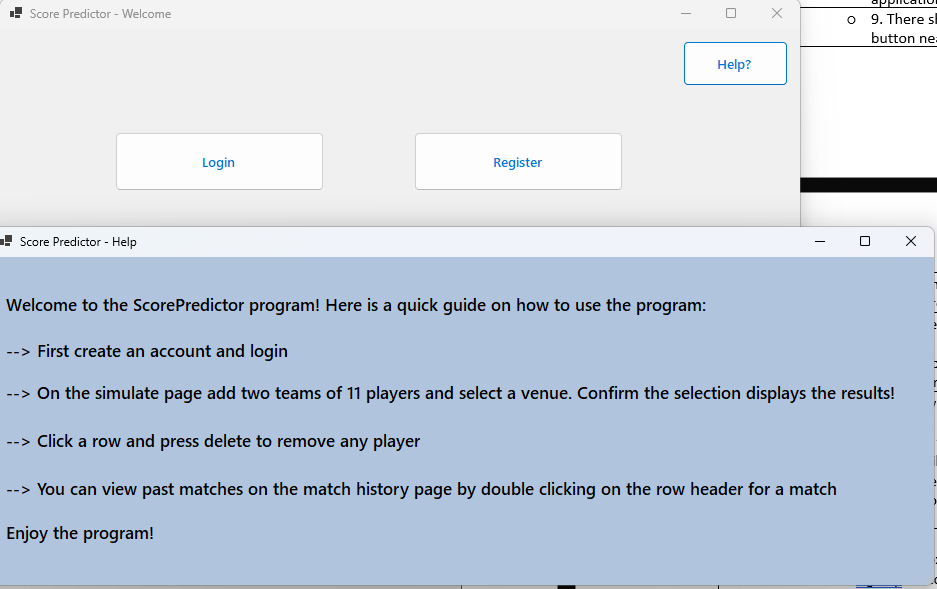 Score Predictor - Welcome
Help?
Login
Register
9. There
button
Score Predictor - Help
Welcome to the ScorePredictor program! Here is a quick guide on how to use the program:
--> First create an account and login
--> On the simulate page add two teams of 11 players and select a venue. Confirm the selection displays the results!
--> Click a row and press delete to remove any player
--> You can view past matches on the match history page by double clicking on the row header for a match
Enjoy the program!